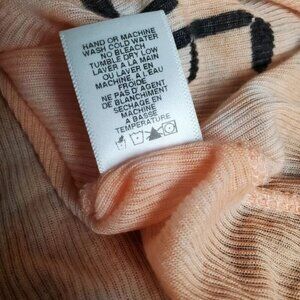 HAND OR MACHINE
WASH COLD WATER
NO BLEACH
TUMBLE DRY LOW
LAVER A LA MAIN
OU LAVER EN
MACHINE A L'EAU
FROIDE
NE PAS D'AGENT
DE BLANCHIMENT
SECHAGE EN
MACHINE
A BASSE
TEMPERATURE